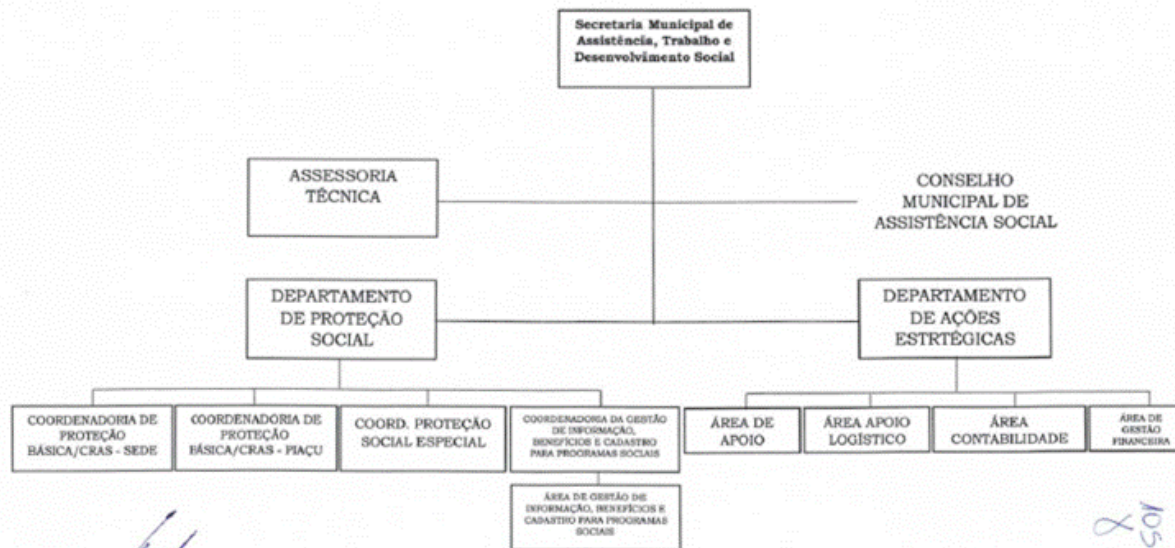 Secretaria Municipal de
Assistência, Trabalho e
Desenvolvimento Social
ASSESSORIA
TÉCNICA
CONSELHO
MUNICIPAL DE
ASSISTÊNCIA SOCIAL
DEPARTAMENTO
DE PROTEÇÃO
SOCIAL
DEPARTAMENTO
DE AÇÕES
ESTRTÉGICAS
COORDENADORIA DE
PROTEÇÃO
BÁSICA/CRAS - SEDE
COORDENADORIA DE
PROTEÇÃO
BÁSICA/CRAS - PIAÇU
COORD. PROTEÇÃO
SOCIAL ESPECIAL
COORDENADORIA DA GESTÃO
DE INFORMAÇÃO,
BENEFÍCIOS E CADASTRO
PARA PROGRAMAS SOCIAIS
ÁREA DE
APOIO
ÁREA APOIO
LOGÍSTICO
ÁREA
CONTABILIDADE
ÁREA DE
GESTÃO
FINANCEIRA
ÁREA DE GESTÃO DE
INFORMAÇÃO, BENEFÍCIOS E
CADASTRO PARA PROGRAMAS
SOCIAIS
105